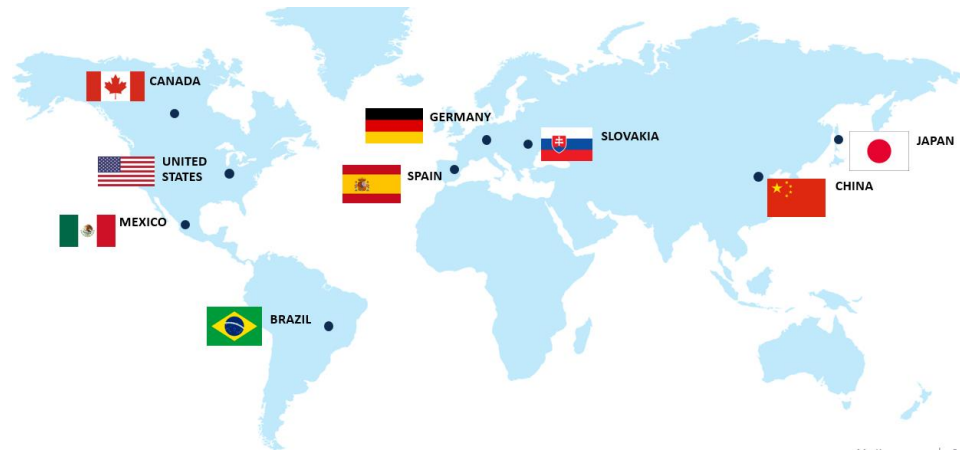 CANADA
GERMANY
SLOVAKIA
JAPAN
UNITED
STATES
SPAIN
CHINA
MEXICO
BRAZIL